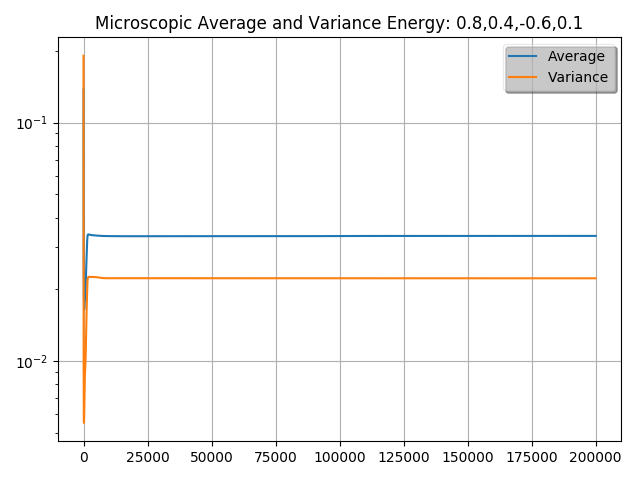 Microscopic Average and Variance Energy: 0.8,0.4,-0.6,0.1
Average
Variance
10⁻¹
10⁻²
0 25000 50000 75000 100000 125000 150000 175000 200000